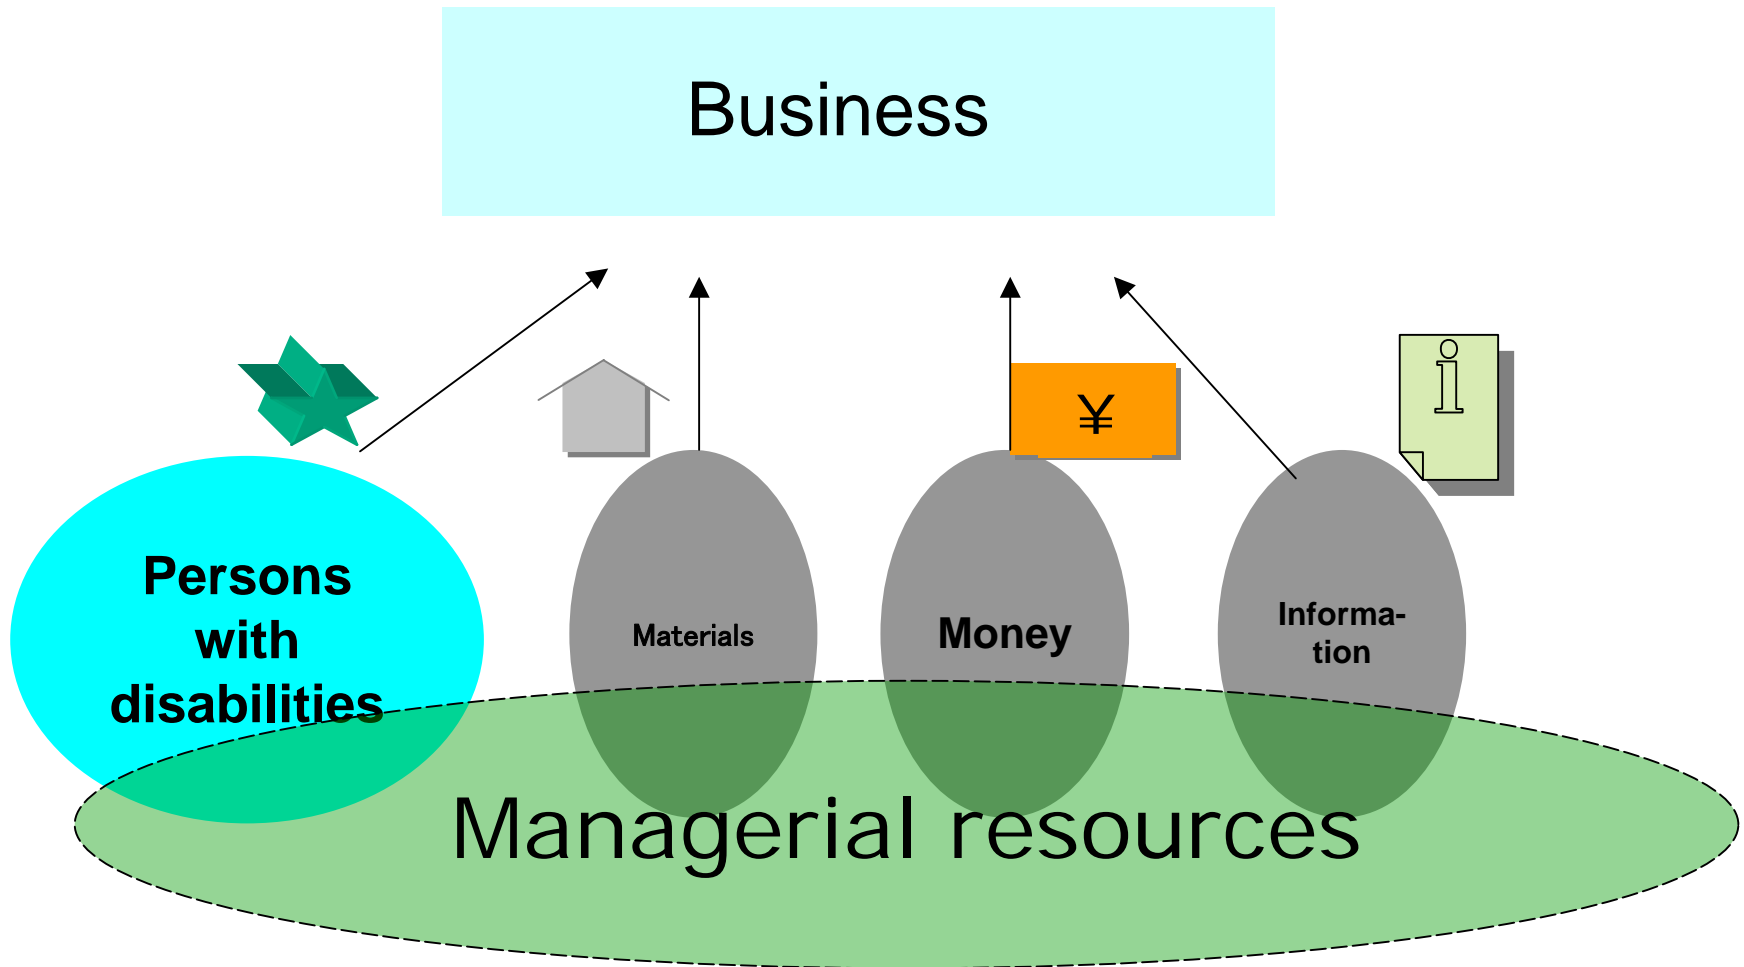 Business
¥
i
Persons
with
disabilities
Materials
Money
Informa-
tion
Managerial resources